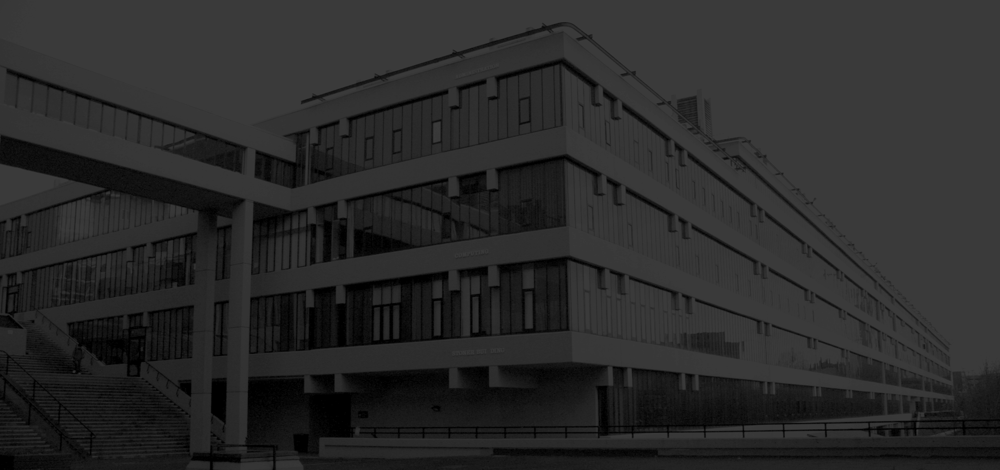 ADMINISTRATION
COMPUTING
STONER BUI DING